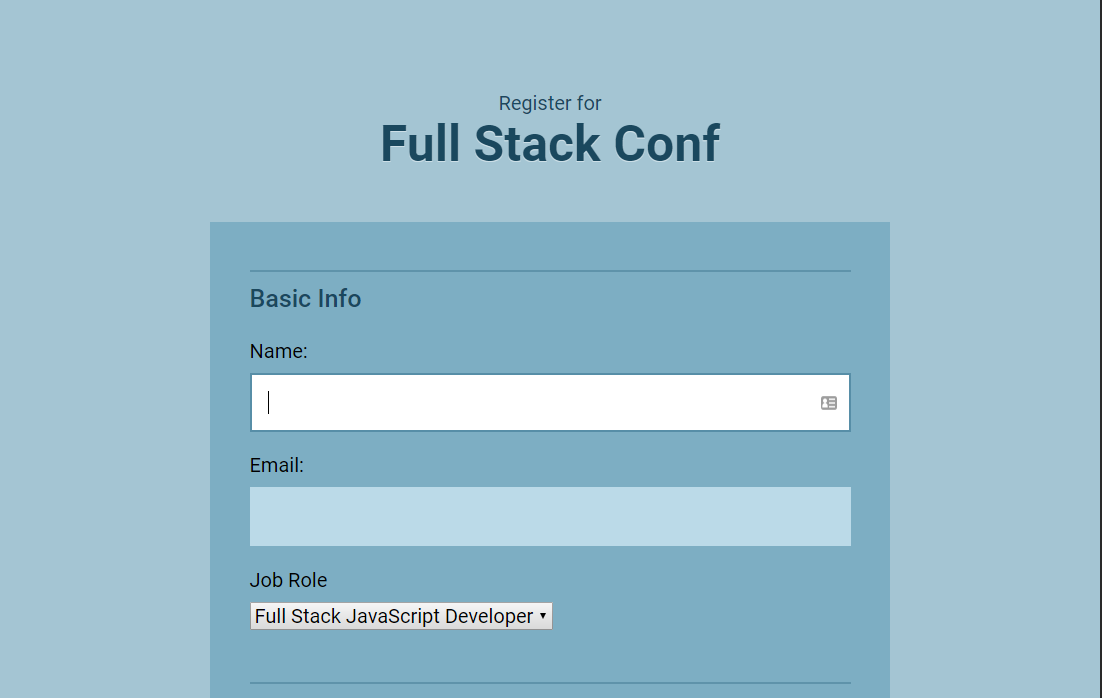 Register for
Full Stack Conf
Basic Info
Name:
Email:
Job Role
Full Stack JavaScript Developer